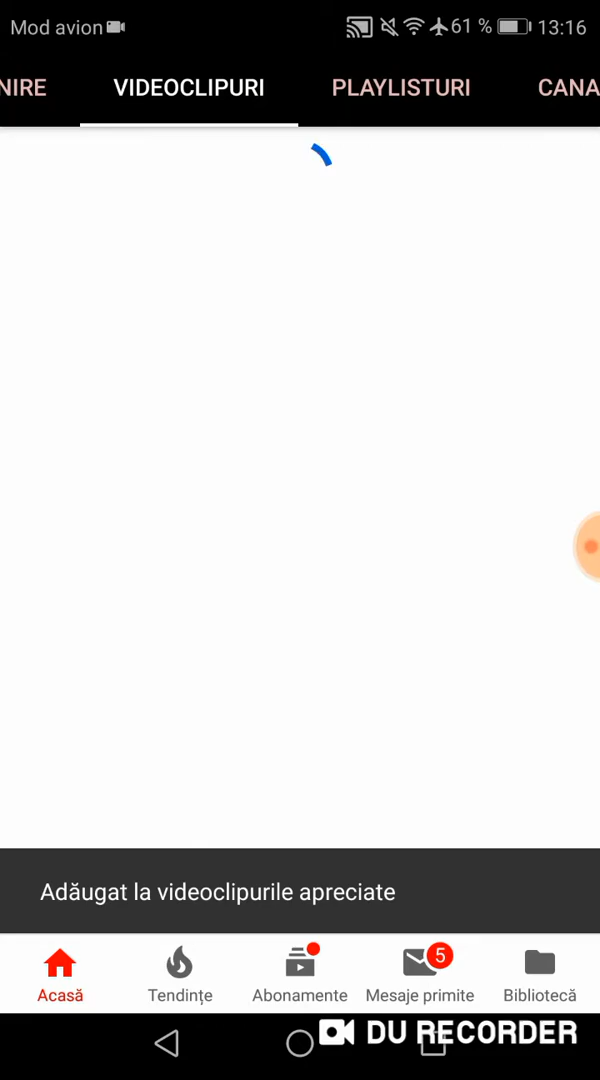 Mod avion 61 % 13:16
NIRE VIDEOCLIPURI PLAYLISTURI CANA
Adăugat la videoclipurile apreciate
5
Acasă Tendințe Abonamente Mesaje primite Bibliotecă
DU RECORDER